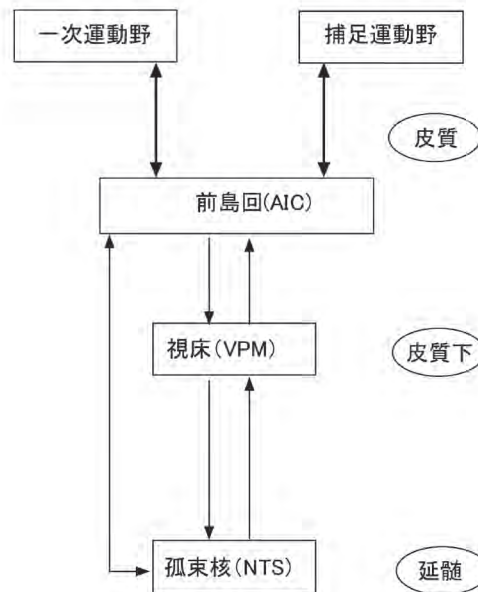 一次運動野
捕足運動野
皮質
前島回(AIC)
視床(VPM)
皮質下
孤束核(NTS)
延髄